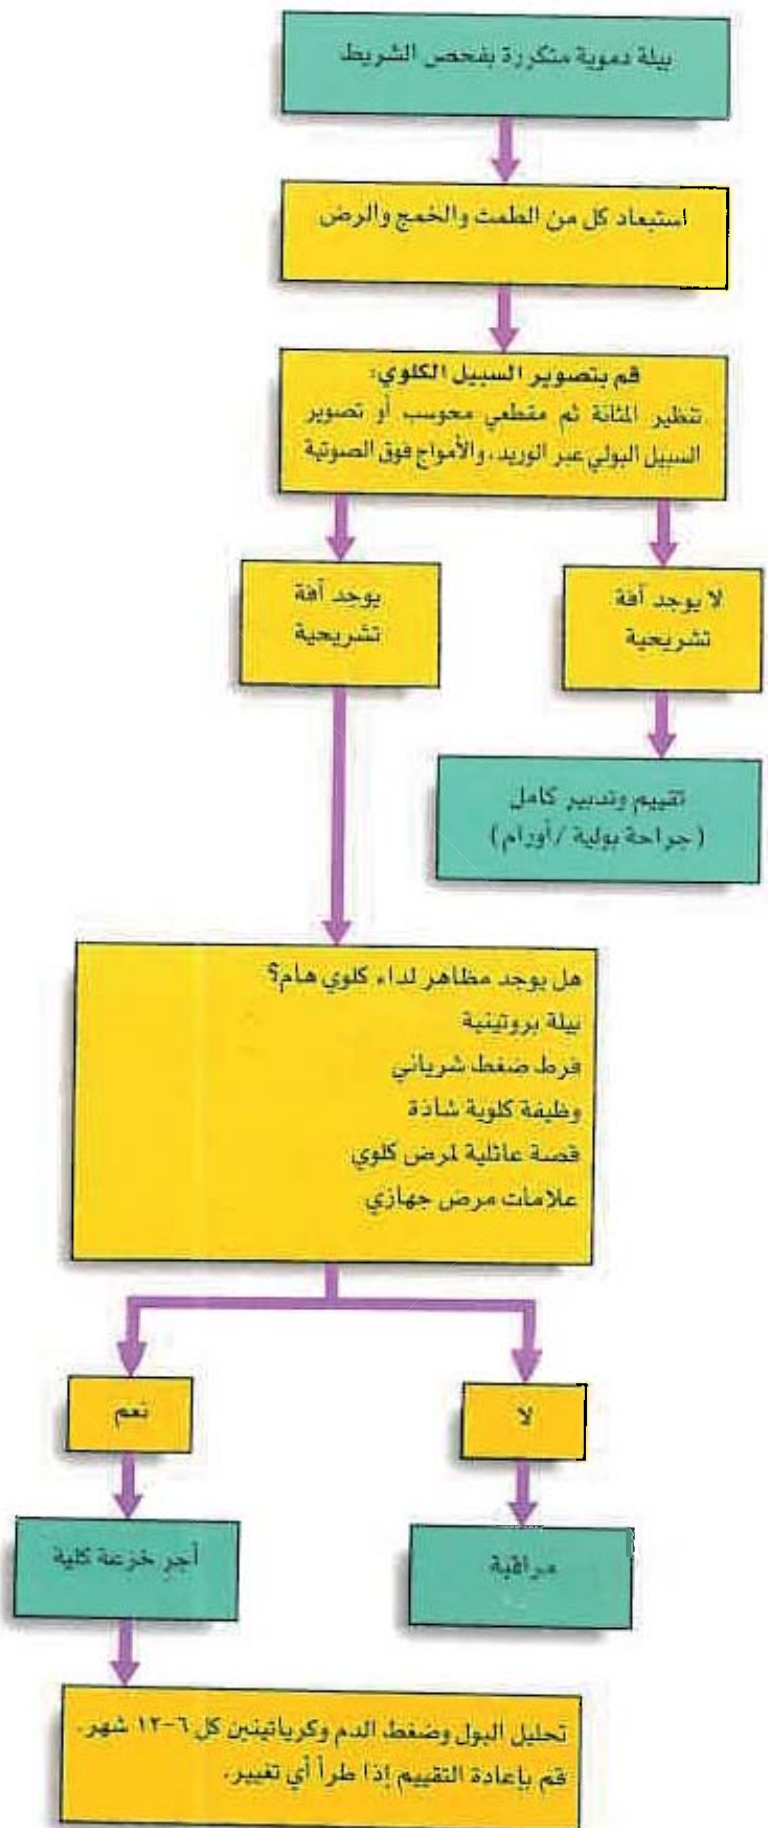 بيلة دموية متكررة بفحص الشريط
استبعاد كل من الطمث والخمج والرض
قم بتصوير السبيل الكلوي:
تنظير المثانة ثم مقطعي محوسب أو تصوير
السبيل البولي عبر الوريد، والأمواج فوق الصوتية
لا يوجد آفة
تشريحية
يوجد آفة
تشريحية
تقييم وتدبير كامل
(جراحة بولية /أورام)
هل يوجد مظاهر لداء كلوي هام؟
بيلة بروتينية
فرط ضغط شرياني
وظيفة كلوية شاذة
قصة عائلية لمرض كلوي
علامات مرض جهازي
لا
نعم
مراقبة
أجر خزعة كلية
تحليل البول وضغط الدم وكرياتينين كل ٦-١٢ شهر.
قم بإعادة التقييم إذا طرأ أي تغيير.